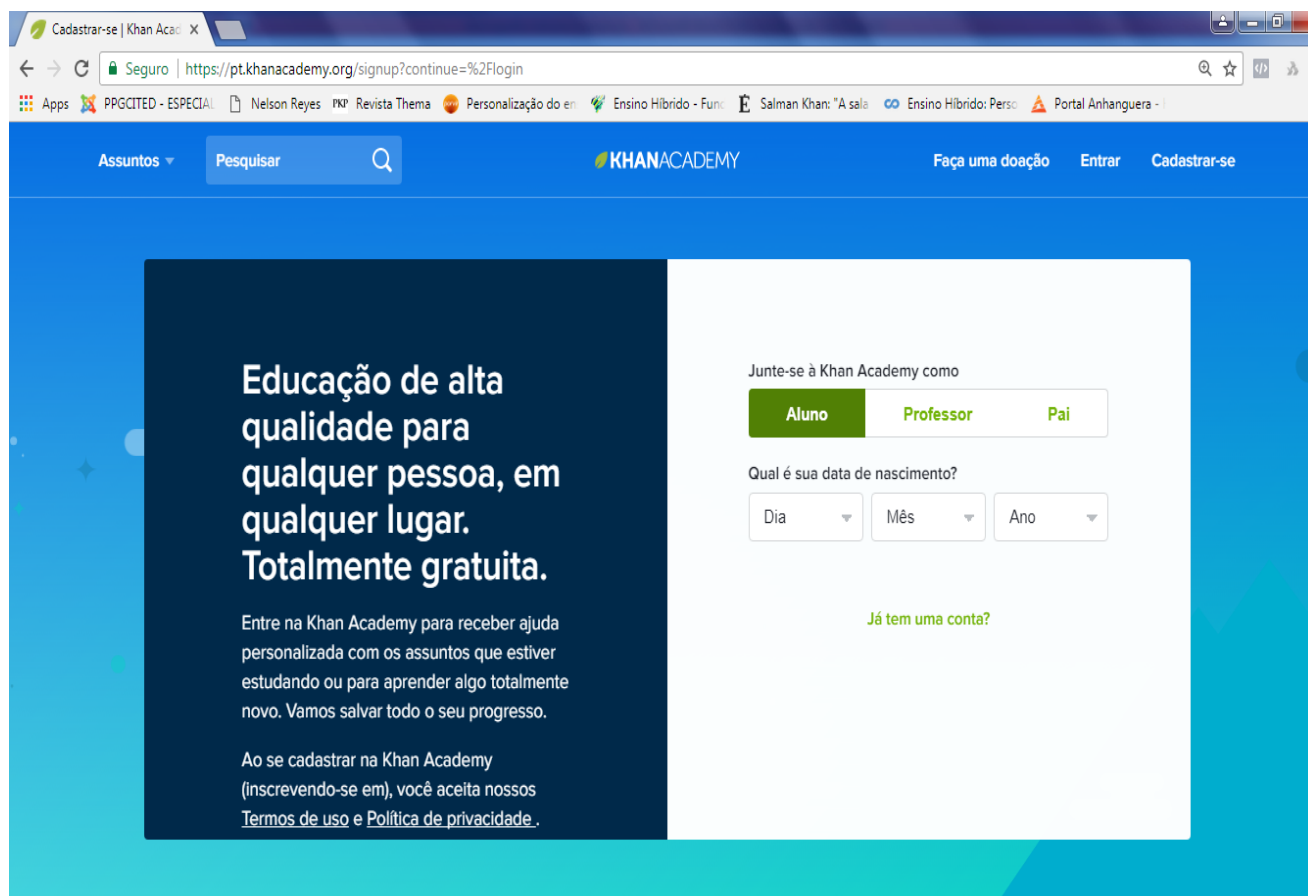 Cadastrar-se | Khan Acad
Seguro | https://pt.khanacademy.org/signup?continue=%2Flogin
Apps PPGCITED - ESPECIAL Nelson Reyes PKP Revista Thema Personalização do en Ensino Híbrido - Func É Salman Khan: "A sala Ensino Híbrido: Perso Portal Anhanguera -
Assuntos Pesquisar KHANACADEMY Faça uma doação Entrar Cadastrar-se
Educação de alta
qualidade para
qualquer pessoa, em
qualquer lugar.
Totalmente gratuita.
Entre na Khan Academy para receber ajuda
personalizada com os assuntos que estiver
estudando ou para aprender algo totalmente
novo. Vamos salvar todo o seu progresso.
Ao se cadastrar na Khan Academy
(inscrevendo-se em), você aceita nossos
Termos de uso e Política de privacidade .
Junte-se à Khan Academy como
Aluno Professor Pai
Qual é sua data de nascimento?
Dia Mês Ano
Já tem uma conta?